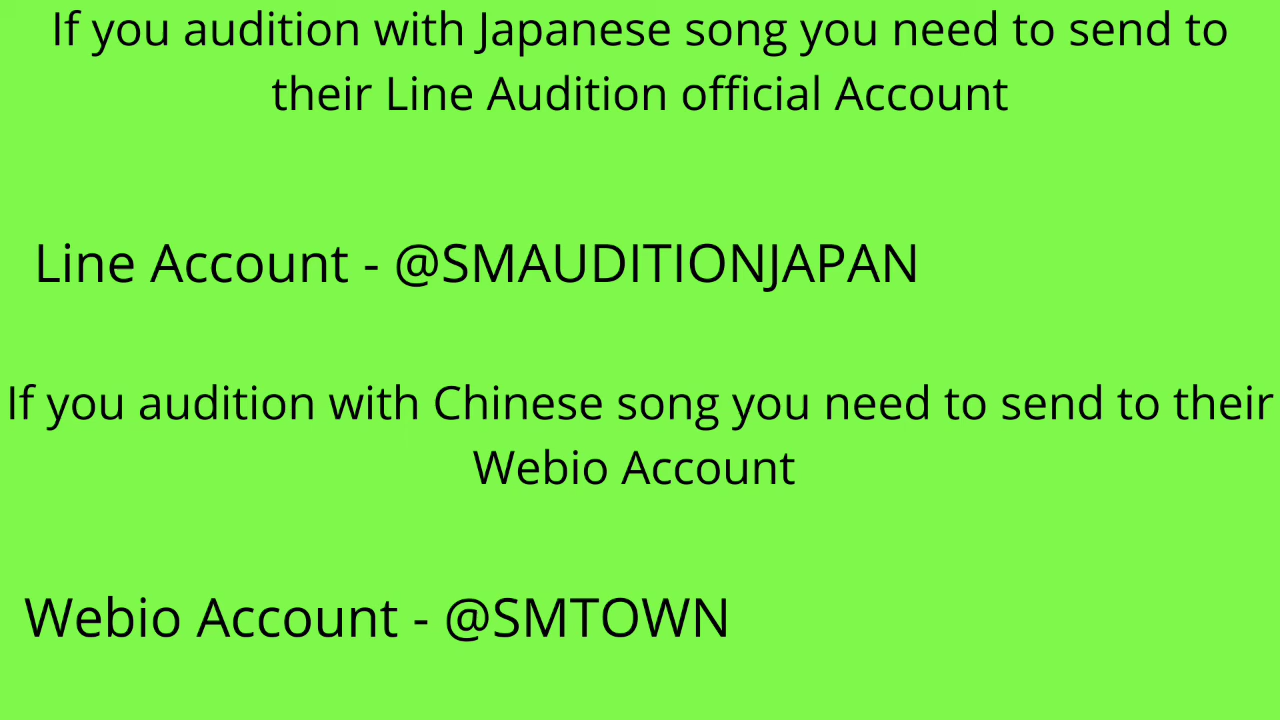 If you audition with Japanese song you need to send to
their Line Audition official Account
Line Account - @SMAUDITIONJAPAN
If you audition with Chinese song you need to send to their
Webio Account
Webio Account - @SMTOWN